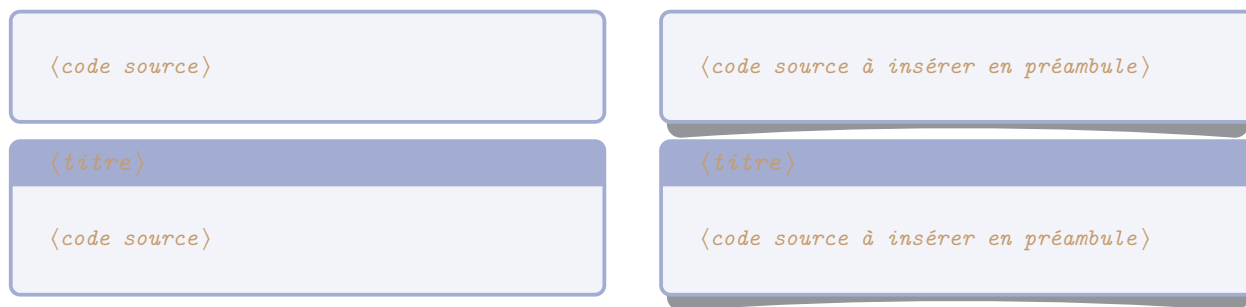 ⟨code source⟩
⟨code source à insérer en préambule⟩
⟨titre⟩
⟨titre⟩
⟨code source⟩
⟨code source à insérer en préambule⟩